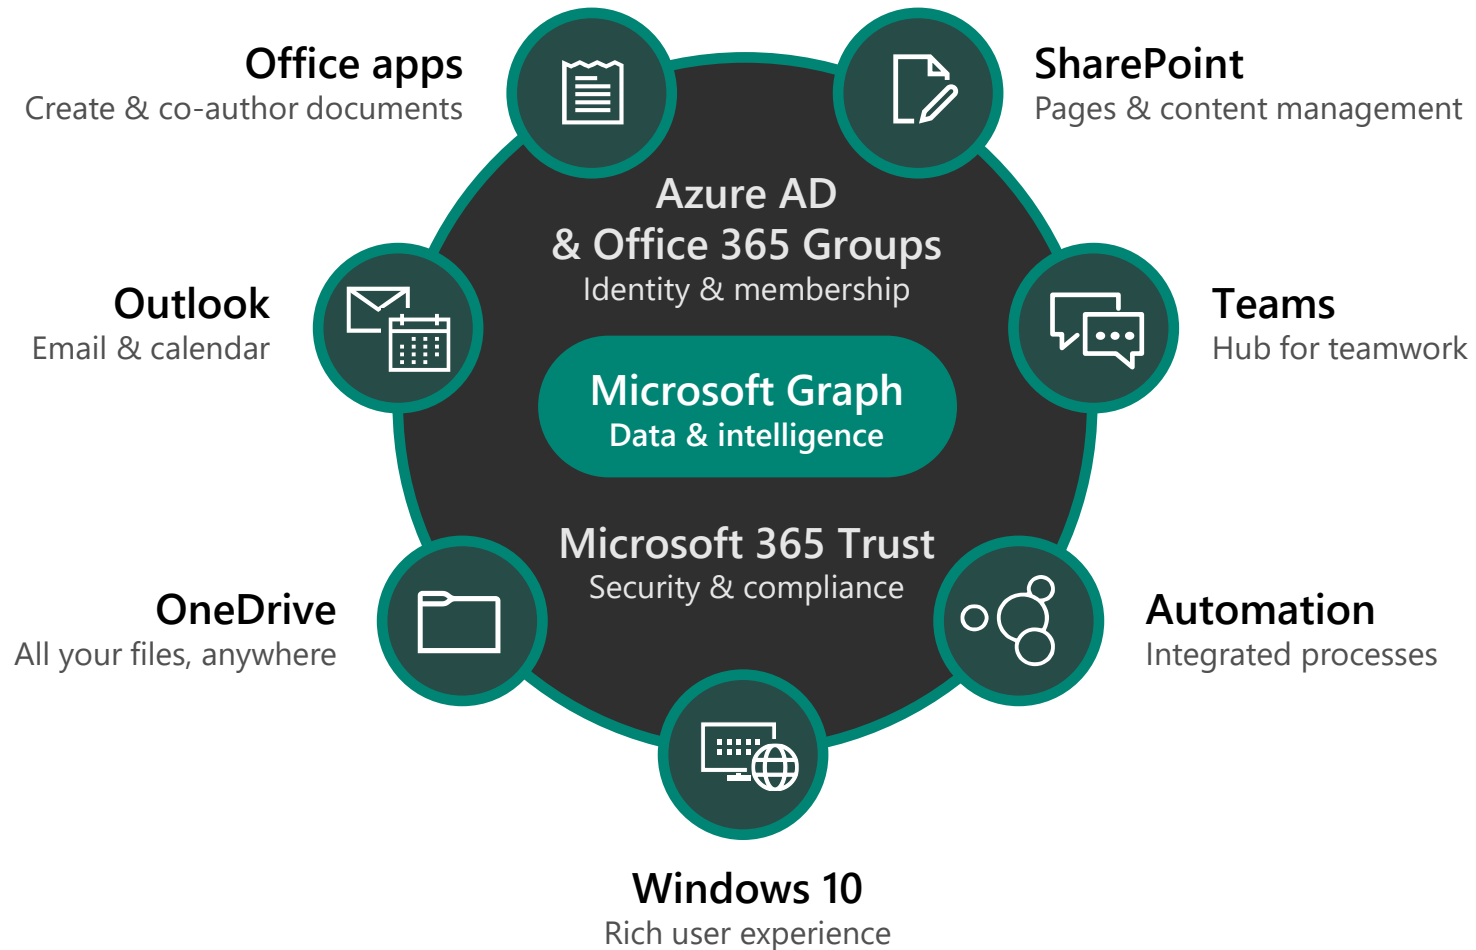 Office apps
Create & co-author documents
SharePoint
Pages & content management
Azure AD
& Office 365 Groups
Identity & membership
Outlook
Email & calendar
Teams
Hub for teamwork
Microsoft Graph
Data & intelligence
Microsoft 365 Trust
Security & compliance
OneDrive
All your files, anywhere
Automation
Integrated processes
Windows 10
Rich user experience